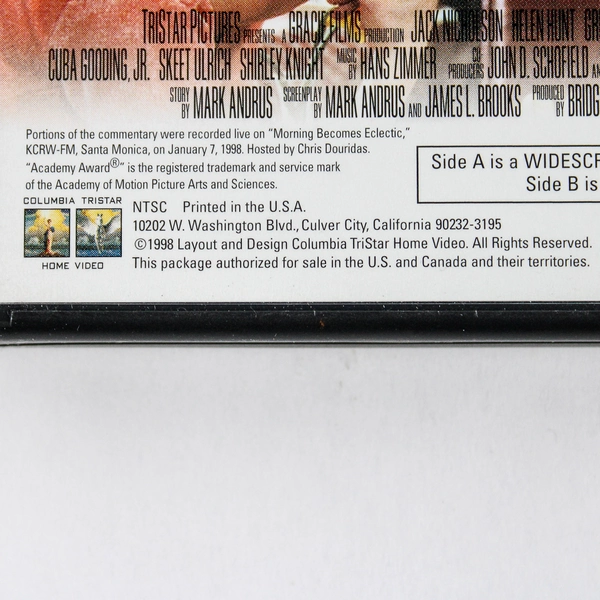 TRISTAR PICTURES PRESENTS A GRACIE FILMS PRODUCTION JACK NICHOLSON HELEN HUNT
CUBA GOODING, JR. SKEET ULRICH SHIRLEY KNIGHT MUSIC BY HANS ZIMMER PRODUCERS JOHN D. SCHOFIELD
STORY BY MARK ANDRUS SCREENPLAY BY MARK ANDRUS AND JAMES L. BROOKS PRODUCED BY
Portions of the commentary were recorded live on "Morning Becomes Eclectic,"
KCRW-FM, Santa Monica, on January 7, 1998. Hosted by Chris Douridas.
"Academy Award®" is the registered trademark and service mark
of the Academy of Motion Picture Arts and Sciences.
Side A is a WIDESCR
Side B is
COLUMBIA TRISTAR
HOME VIDEO
NTSC Printed in the U.S.A.
10202 W. Washington Blvd., Culver City, California 90232-3195
©1998 Layout and Design Columbia TriStar Home Video. All Rights Reserved.
This package authorized for sale in the U.S. and Canada and their territories.